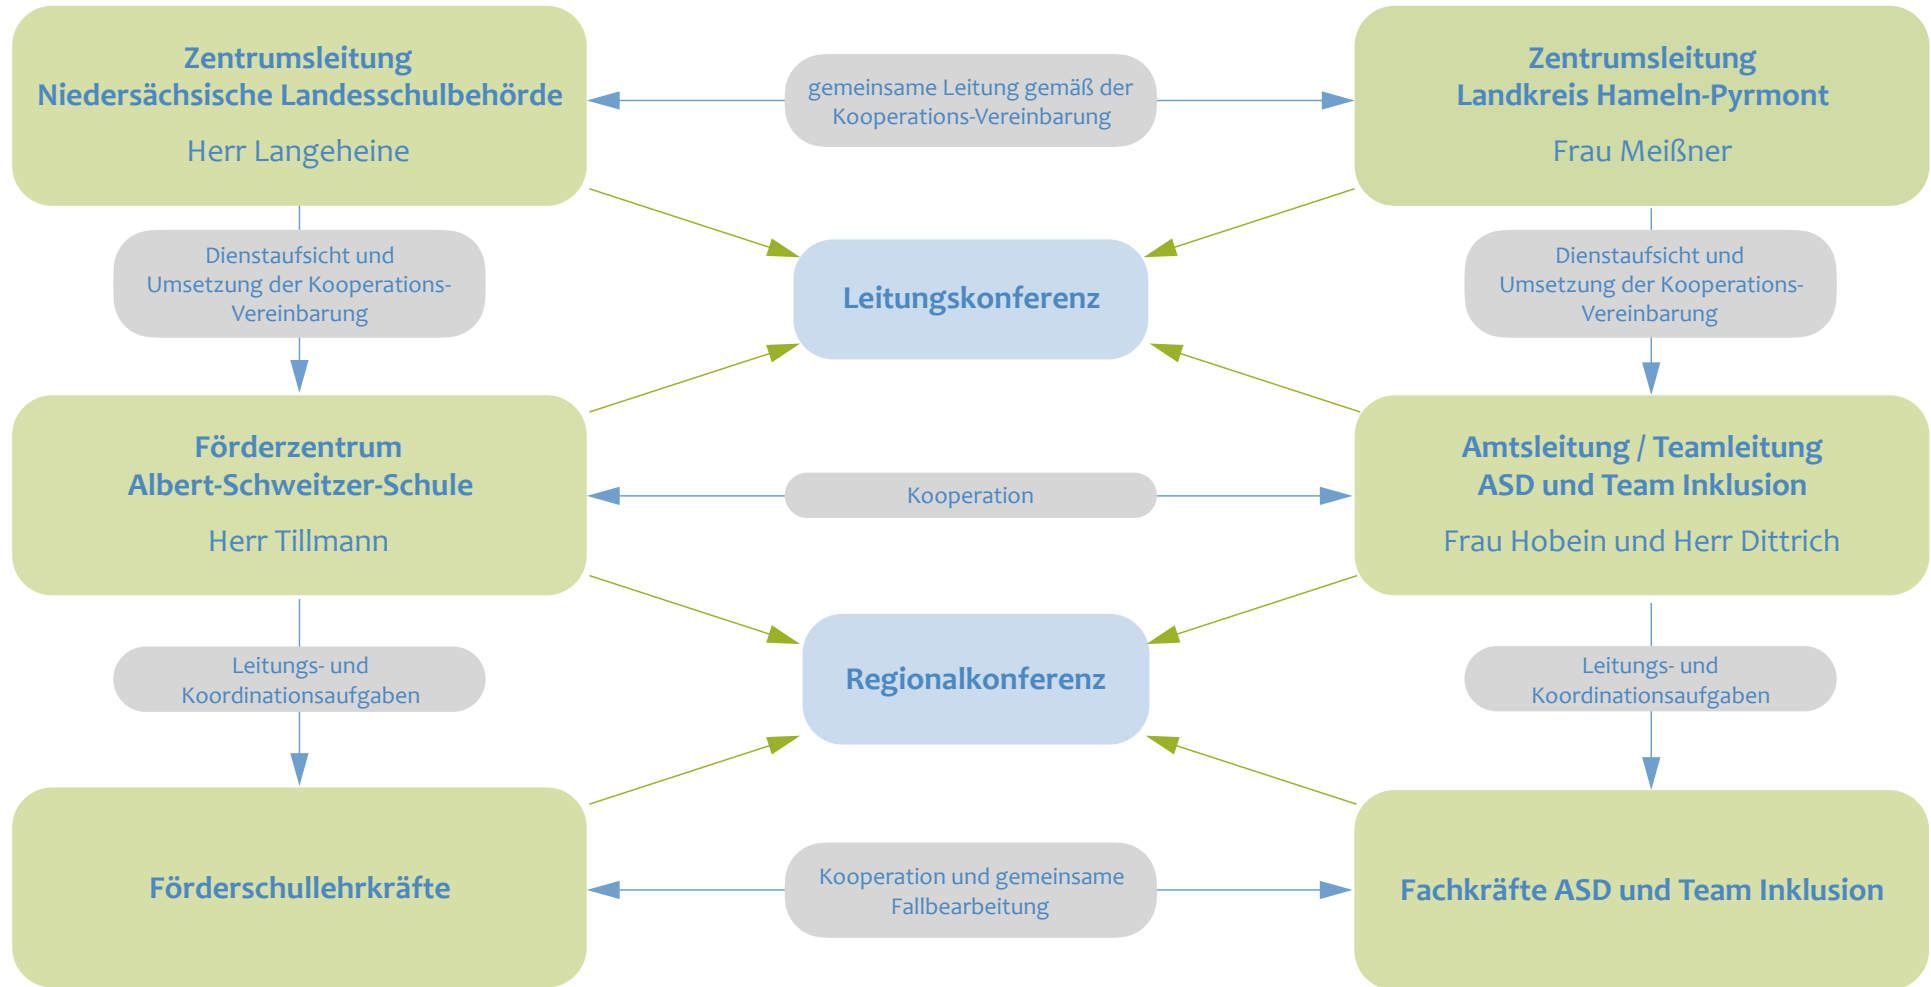 Zentrumsleitung
Niedersächsische Landesschulbehörde
Herr Langeheine
gemeinsame Leitung gemäß der
Kooperations-Vereinbarung
Zentrumsleitung
Landkreis Hameln-Pyrmont
Frau Meißner
Dienstaufsicht und
Umsetzung der Kooperations-
Vereinbarung
Leitungskonferenz
Dienstaufsicht und
Umsetzung der Kooperations-
Vereinbarung
Förderzentrum
Albert-Schweitzer-Schule
Herr Tillmann
Kooperation
Amtsleitung / Teamleitung
ASD und Team Inklusion
Frau Hobein und Herr Dittrich
Leitungs- und
Koordinationsaufgaben
Regionalkonferenz
Leitungs- und
Koordinationsaufgaben
Förderschullehrkräfte
Kooperation und gemeinsame
Fallbearbeitung
Fachkräfte ASD und Team Inklusion